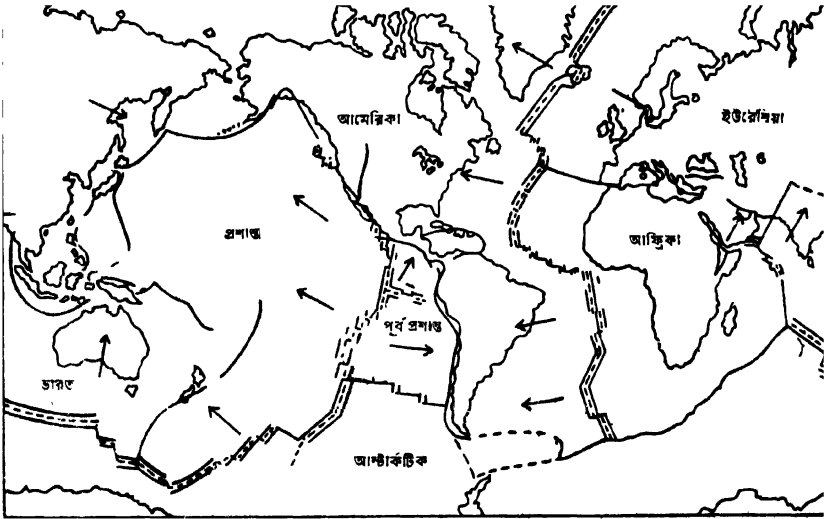 আমেরিকা
ইউরেশিয়া
প্রশান্ত
আফ্রিকা
পূর্ব প্রশান্ত
ভারত
আন্টার্কটিক